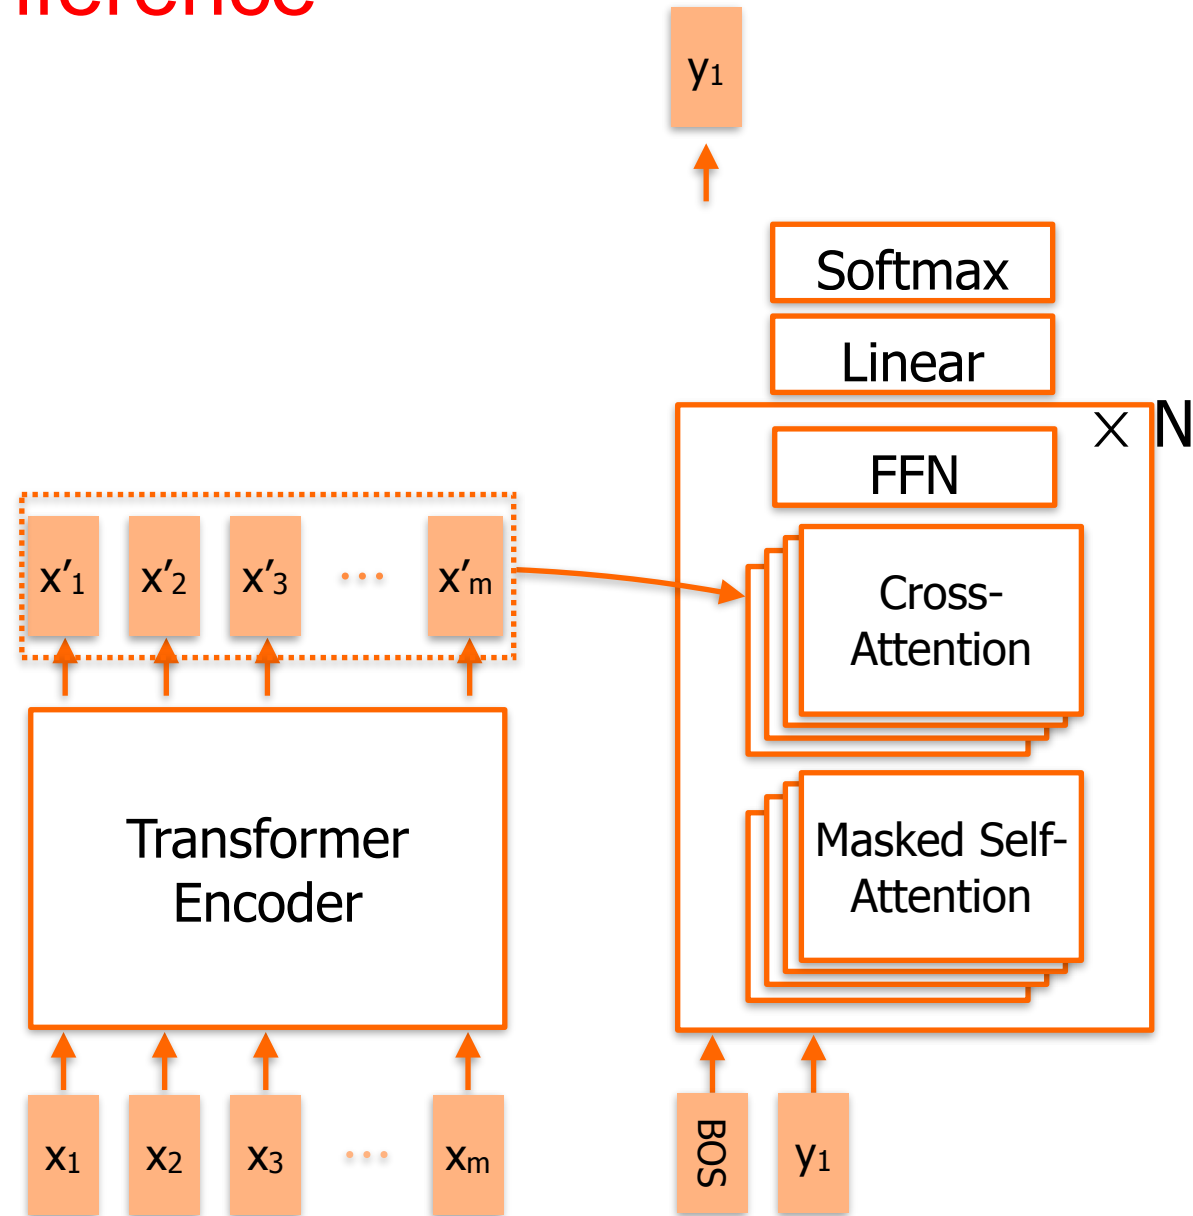 nference
y1
Softmax
Linear
× N
FFN
x′1 x′2 x′3 ... x′m
Cross-
Attention
Transformer
Encoder
Masked Self-
Attention
x1 x2 x3 ... xm
BOS y1